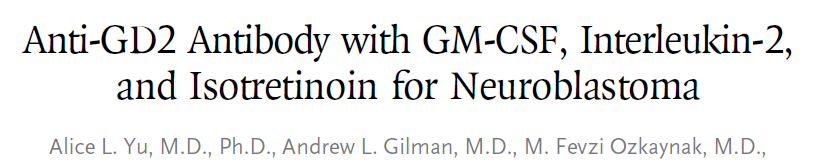 Anti-GD2 Antibody with GM-CSF, Interleukin-2,
and Isotretinoin for Neuroblastoma
Alice L. Yu, M.D., Ph.D., Andrew L. Gilman, M.D., M. Fevzi Ozkaynak, M.D.,